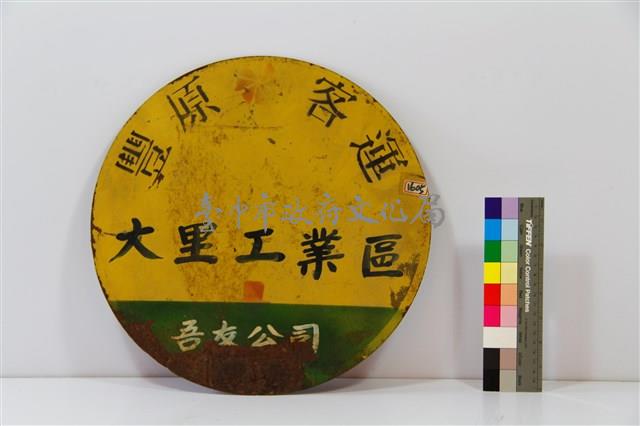 豐原客運
1605
臺中市政府文化局
大里工業區
吾友公司
TIFFEN
Color Control Patches